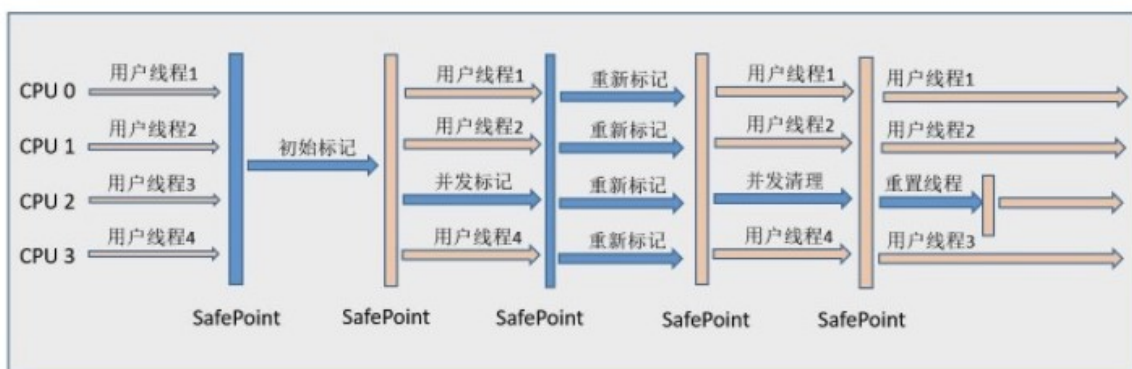 CPU 0 用户线程1 用户线程1 重新标记 用户线程1 用户线程1
CPU 1 用户线程2 初始标记 用户线程2 重新标记 用户线程2 用户线程2
CPU 2 用户线程3 并发标记 重新标记 并发清理 重置线程
CPU 3 用户线程4 用户线程4 重新标记 用户线程4 用户线程3
SafePoint SafePoint SafePoint SafePoint SafePoint